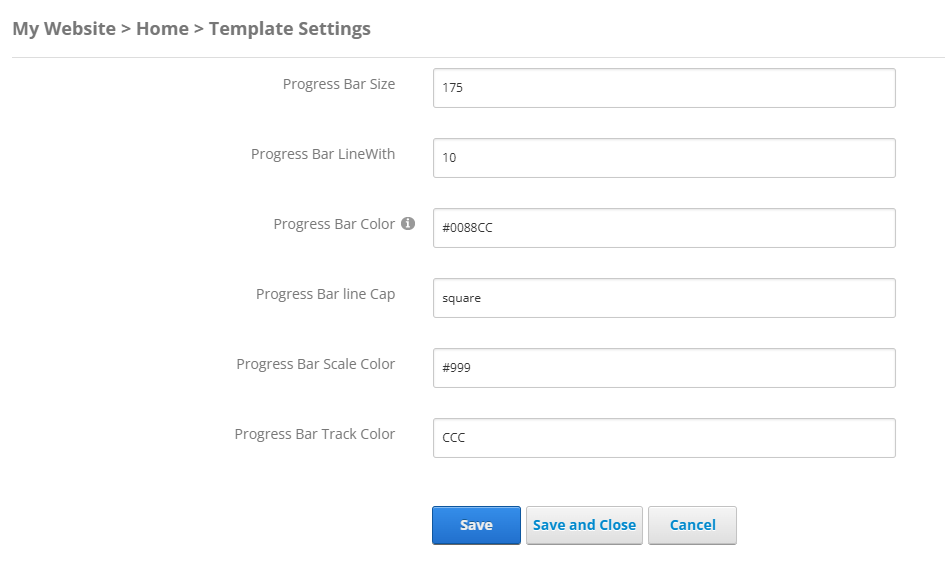 My Website > Home > Template Settings
Progress Bar Size 175
Progress Bar LineWith 10
Progress Bar Color #0088CC
Progress Bar line Cap square
Progress Bar Scale Color #999
Progress Bar Track Color CCC
Save Save and Close Cancel